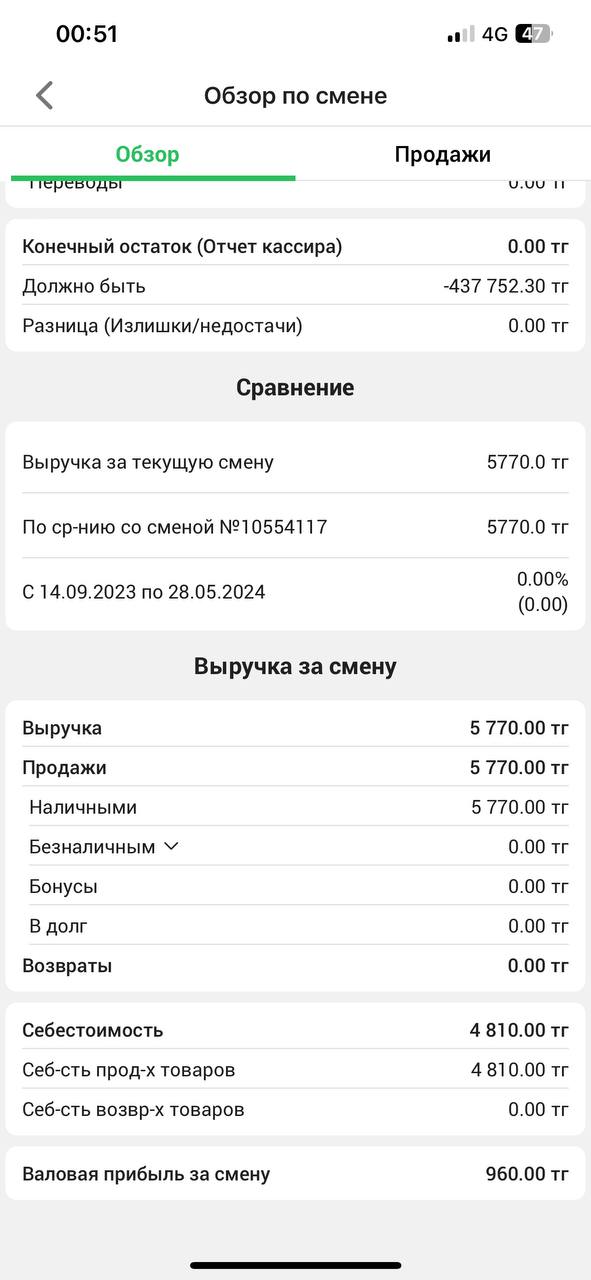 00:51
4G 47
Обзор по смене
Обзор
Продажи
Переводы 0.00 тг
Конечный остаток (Отчет кассира) 0.00 тг
Должно быть -437 752.30 тг
Разница (Излишки/недостачи) 0.00 тг
Сравнение
Выручка за текущую смену 5770.0 тг
По ср-нию со сменой №10554117 5770.0 тг
С 14.09.2023 по 28.05.2024 0.00%
(0.00)
Выручка за смену
Выручка 5 770.00 тг
Продажи 5 770.00 тг
Наличными 5 770.00 тг
Безналичным 0.00 тг
Бонусы 0.00 тг
В долг 0.00 тг
Возвраты 0.00 тг
Себестоимость 4 810.00 тг
Себ-сть прод-х товаров 4 810.00 тг
Себ-сть возвр-х товаров 0.00 тг
Валовая прибыль за смену 960.00 тг